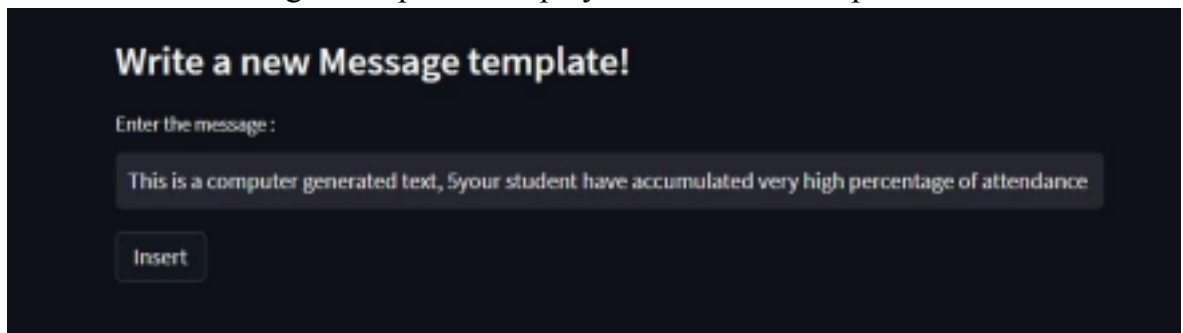 Write a new Message template!
Enter the message :
This is a computer generated text, 5your student have accumulated very high percentage of attendance
Insert